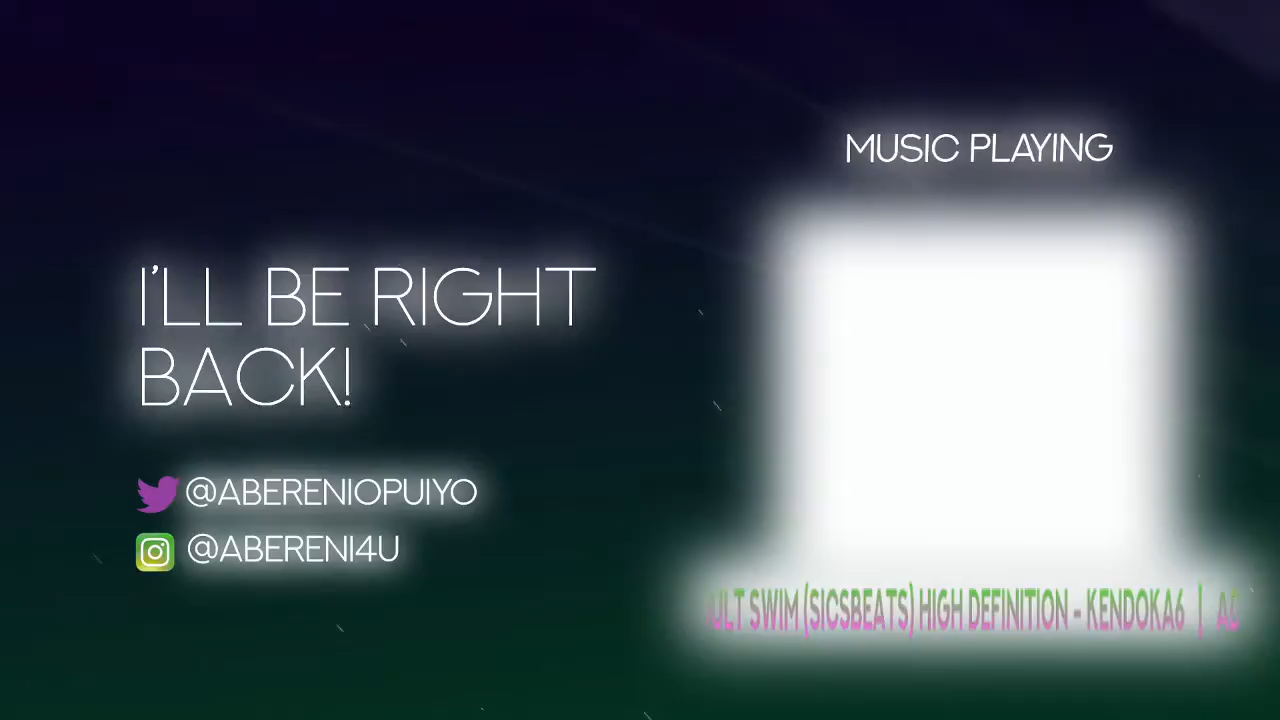 MUSIC PLAYING
I'LL BE RIGHT
BACK!
@ABERENIOPUIYO
@ABERENI4U
SWIM (SICSBEATS) HIGH DEFINITION - KENDOKA6 |